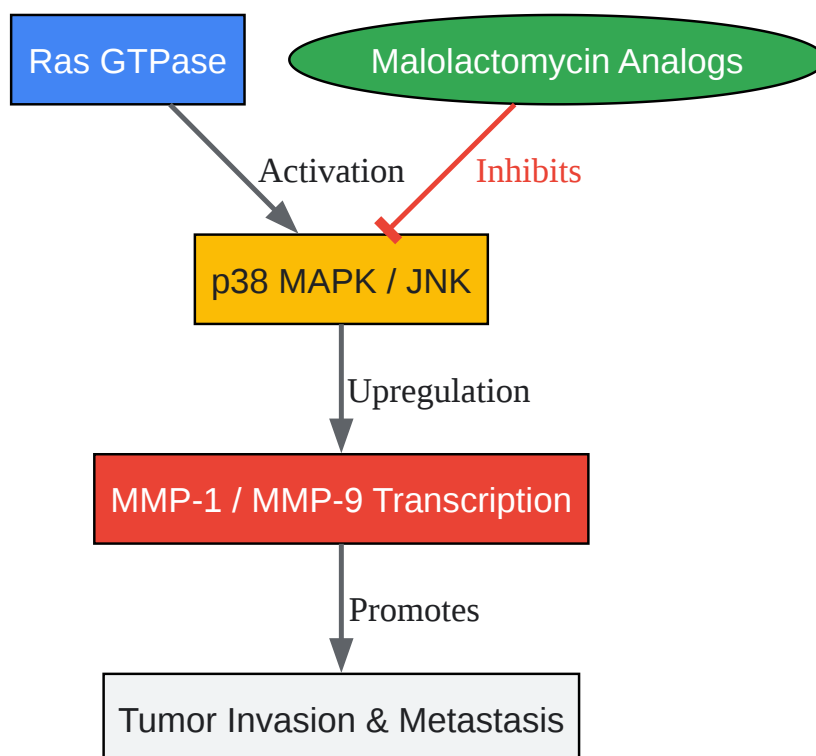 Ras GTPase
Malolactomycin Analogs
Activation
Inhibits
p38 MAPK / JNK
Upregulation
MMP-1 / MMP-9 Transcription
Promotes
Tumor Invasion & Metastasis